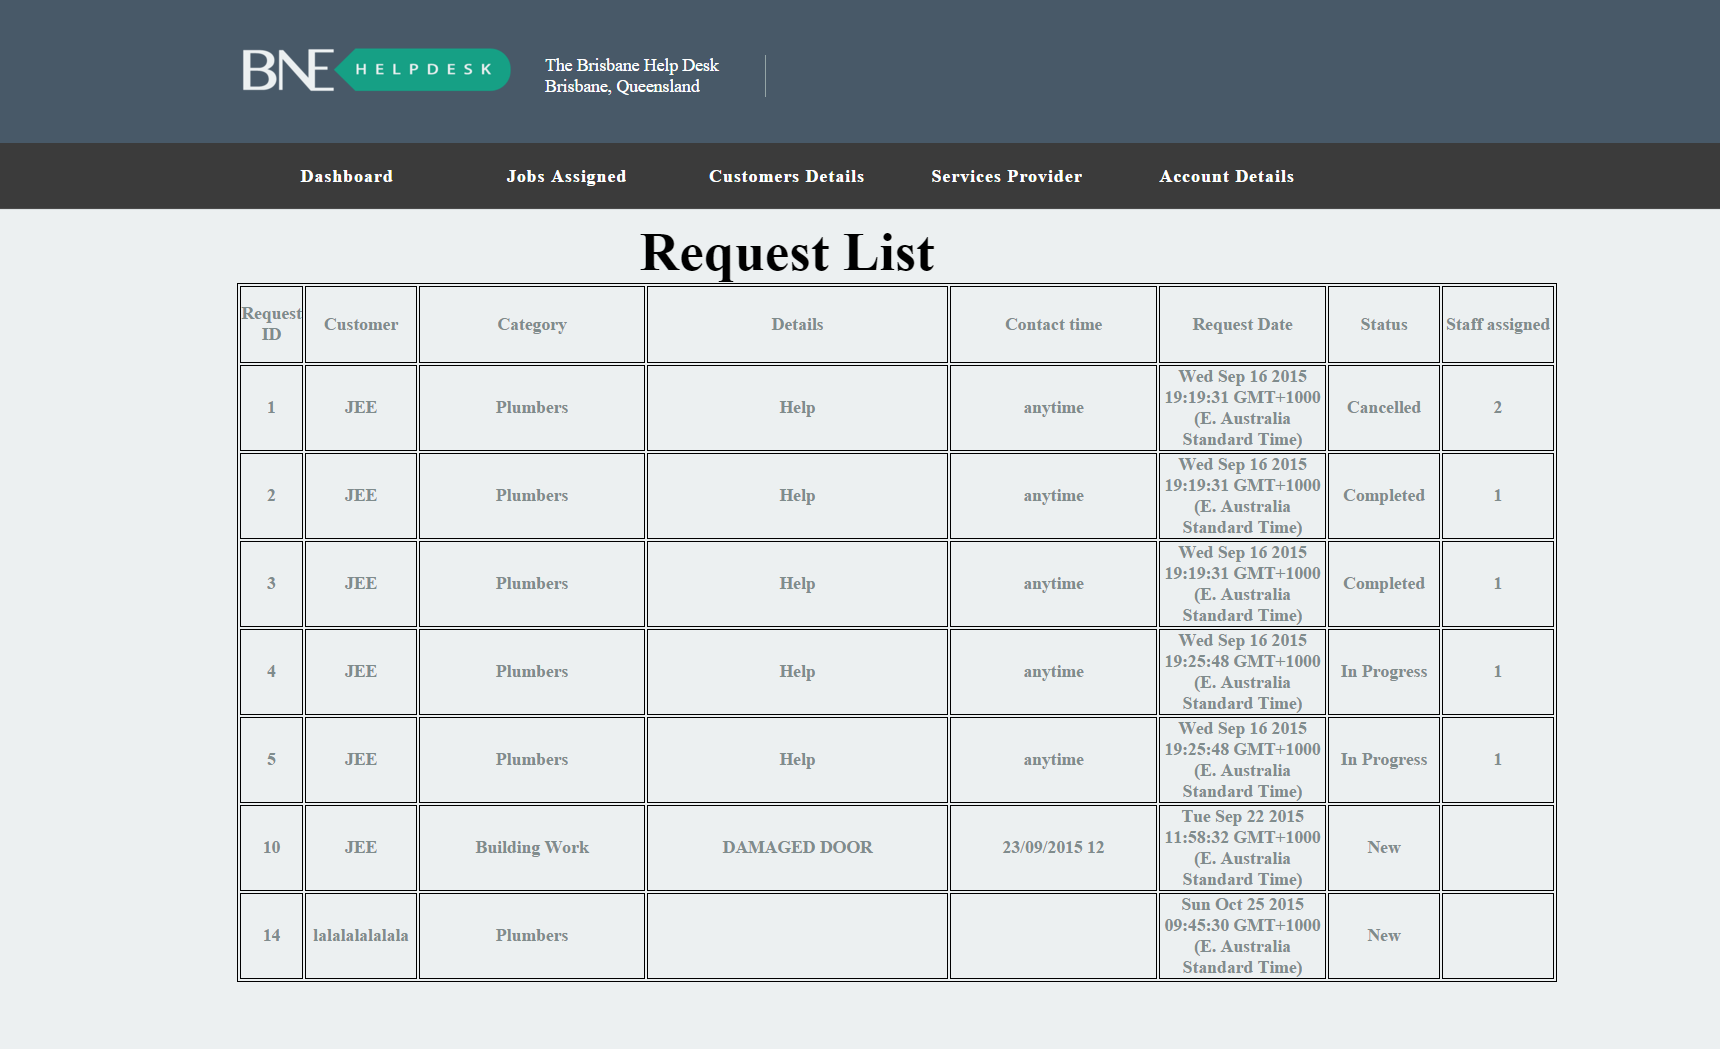 BNE HELPDESK
The Brisbane Help Desk
Brisbane, Queensland
Dashboard Jobs Assigned Customers Details Services Provider Account Details
Request List
Request ID Customer Category Details Contact time Request Date Status Staff assigned
1 JEE Plumbers Help anytime Wed Sep 16 2015 19:19:31 GMT+1000 (E. Australia Standard Time) Cancelled 2
2 JEE Plumbers Help anytime Wed Sep 16 2015 19:19:31 GMT+1000 (E. Australia Standard Time) Completed 1
3 JEE Plumbers Help anytime Wed Sep 16 2015 19:19:31 GMT+1000 (E. Australia Standard Time) Completed 1
4 JEE Plumbers Help anytime Wed Sep 16 2015 19:25:48 GMT+1000 (E. Australia Standard Time) In Progress 1
5 JEE Plumbers Help anytime Wed Sep 16 2015 19:25:48 GMT+1000 (E. Australia Standard Time) In Progress 1
10 JEE Building Work DAMAGED DOOR 23/09/2015 12 Tue Sep 22 2015 11:58:32 GMT+1000 (E. Australia Standard Time) New
14 lalalalalalala Plumbers Sun Oct 25 2015 09:45:30 GMT+1000 (E. Australia Standard Time) New